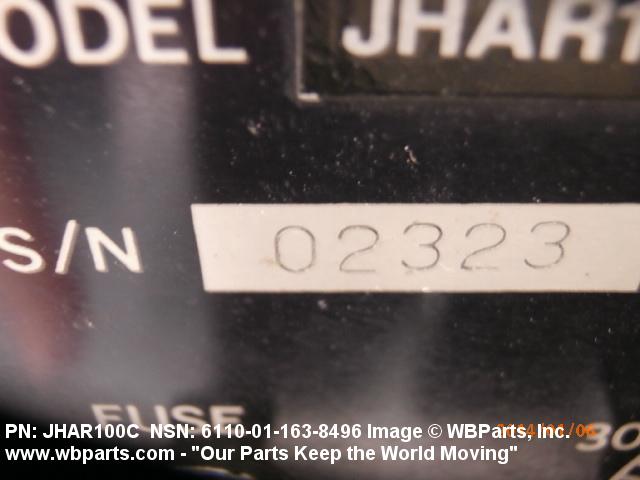 ODEL JHAR1
S/N 02323
FUSE
30
PN: JHAR100C NSN: 6110-01-163-8496 Image © WBParts, Inc.
www.wbparts.com - "Our Parts Keep the World Moving"